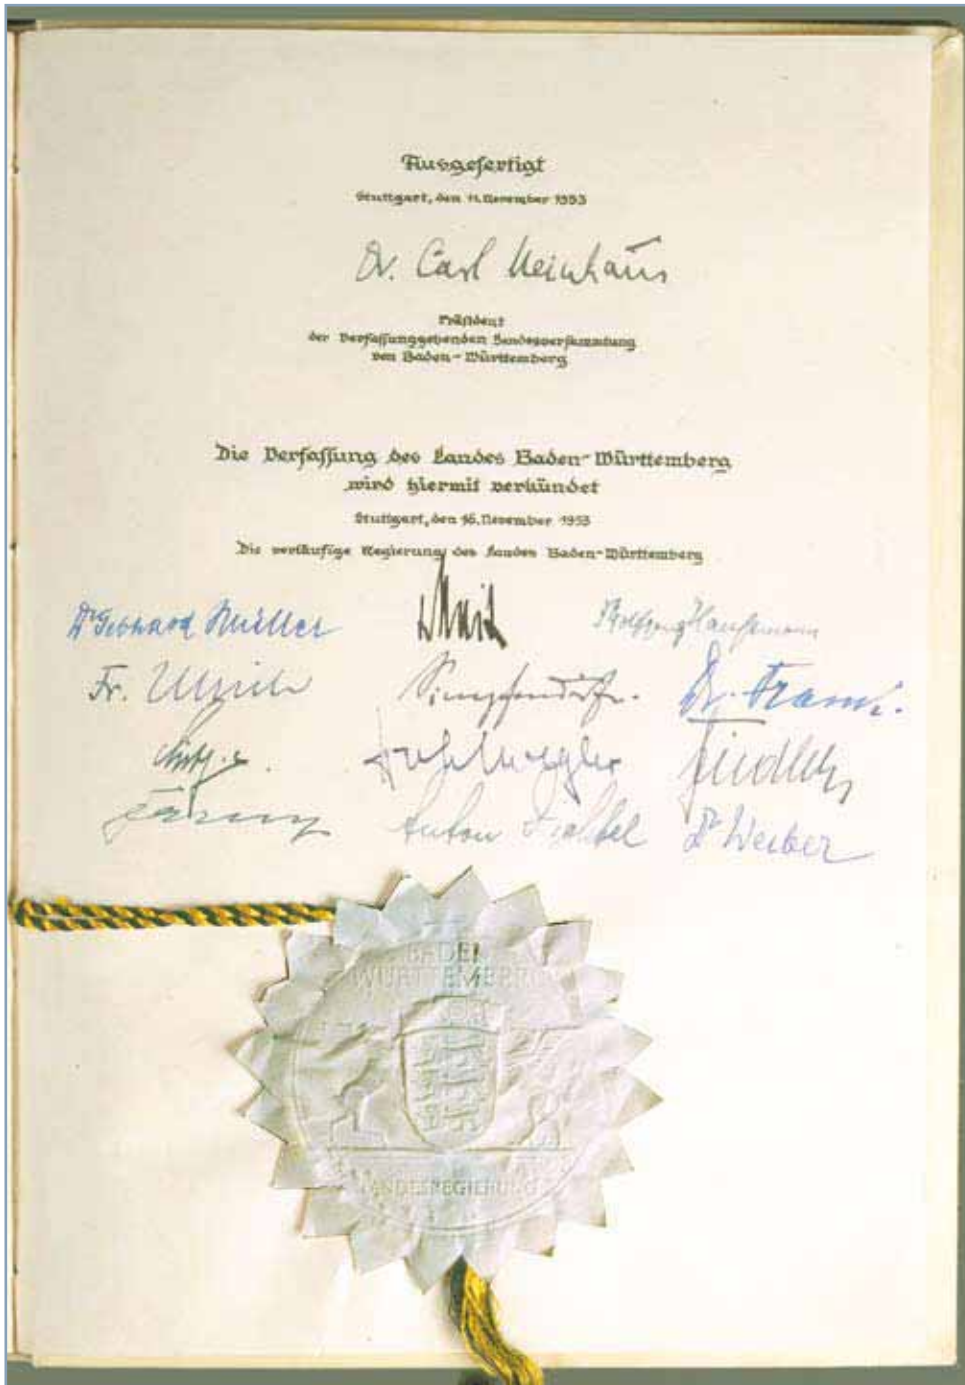 Ausgefertigt
Stuttgart, den 11. November 1953
Dr. Carl Neinhaus
Präsident
der Verfassunggebenden Landesversammlung
von Baden-Württemberg
Die Verfassung des Landes Baden-Württemberg
wird hiermit verkündet
Stuttgart, den 16. November 1953
Die vorläufige Regierung des Landes Baden-Württemberg
Dr Gebhard Müller Wolfgang Haussmann
Fr. Ulrich Simpfendörfer. Dr. Frank.
Fiedler
Anton Dichtel Dr Werber
BADEN
WÜRTTEMBERG
LANDESREGIERUNG